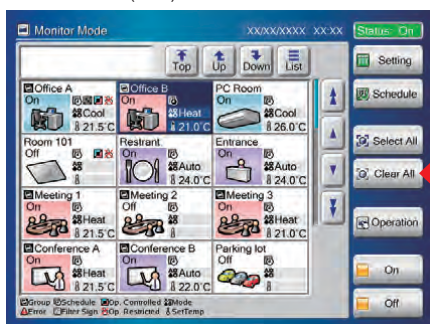 Monitor Mode XX/XX/XXXX XX:XX Status: On
Top Up Down List
Setting
Schedule
Select All
Clear All
Operation
On
Off
Office A
On
Cool
21.5°C
Office B
On
Heat
21.0°C
PC Room
On
Cool
26.0°C
Room 101
Off
Restrant
On
Auto
24.0°C
Entrance
On
Auto
24.0°C
Meeting 1
On
Heat
21.5°C
Meeting 2
Off
Meeting 3
On
Heat
21.0°C
Conference A
On
Heat
21.5°C
Conference B
On
Auto
22.0°C
Parking lot
Off
Group Schedule Op. Controlled Mode
Error Filter Sign Op. Restricted SetTemp